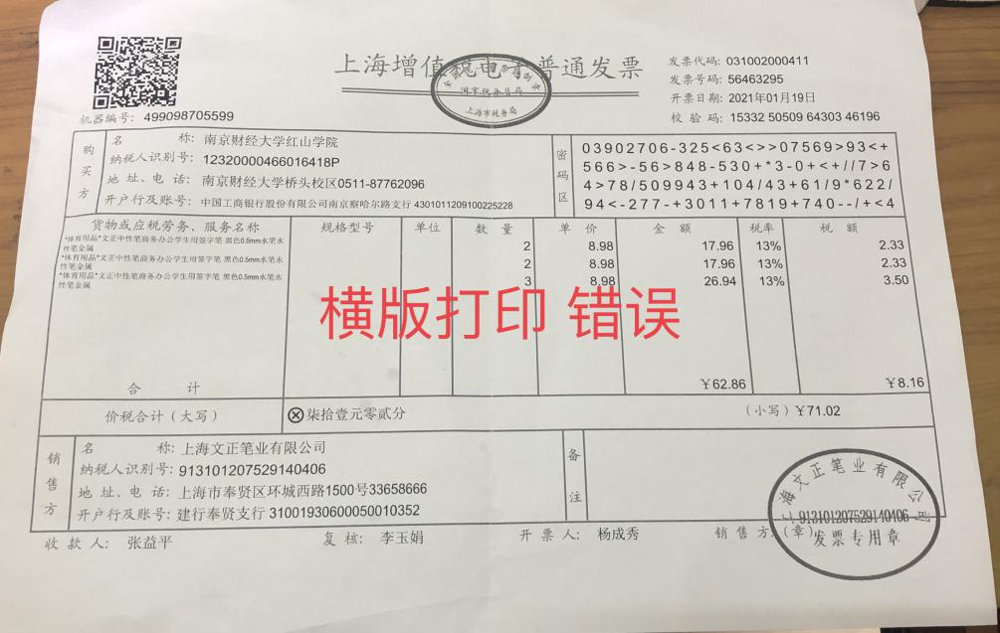 上海增值税电子普通发票
国家税务总局
上海市税务局
发票代码: 031002000411
发票号码: 56463295
开票日期: 2021年01月19日
校 验 码: 15332 50509 64303 46196
机器编号: 499098705599
购买方
名 称: 南京财经大学红山学院
纳税人识别号: 12320000466016418P
地 址、电 话: 南京财经大学桥头校区0511-87762096
开户行及账号: 中国工商银行股份有限公司南京察哈尔路支行 4301011209100225228
密码区
03902706-325<63<>>07569>93<+
566>-56>848-530+*3-0+<+//7>6
4>78/509943+104/43+61/9*622/
94<-277-+3011+7819+740--/+<4
货物或应税劳务、服务名称 规格型号 单位 数 量 单 价 金 额 税率 税 额
*体育用品*文正中性笔商务办公学生用签字笔 黑色0.5mm水笔水 2 8.98 17.96 13% 2.33
性笔金属
*体育用品*文正中性笔商务办公学生用签字笔 黑色0.5mm水笔水 2 8.98 17.96 13% 2.33
性笔金属
*体育用品*文正中性笔商务办公学生用签字笔 黑色0.5mm水笔水 3 8.98 26.94 13% 3.50
性笔金属
横版打印 错误
合 计 ￥62.86 ￥8.16
价税合计（大写） ⊗柒拾壹元零贰分 （小写）￥71.02
销售方
名 称: 上海文正笔业有限公司
纳税人识别号: 913101207529140406
地 址、电 话: 上海市奉贤区环城西路1500号33658666
开户行及账号: 建行奉贤支行 31001930600050010352
备注
上海文正笔业有限公司
913101207529140406
发票专用章
收 款 人: 张益平 复 核: 李玉娟 开 票 人: 杨成秀 销 售 方:（章）